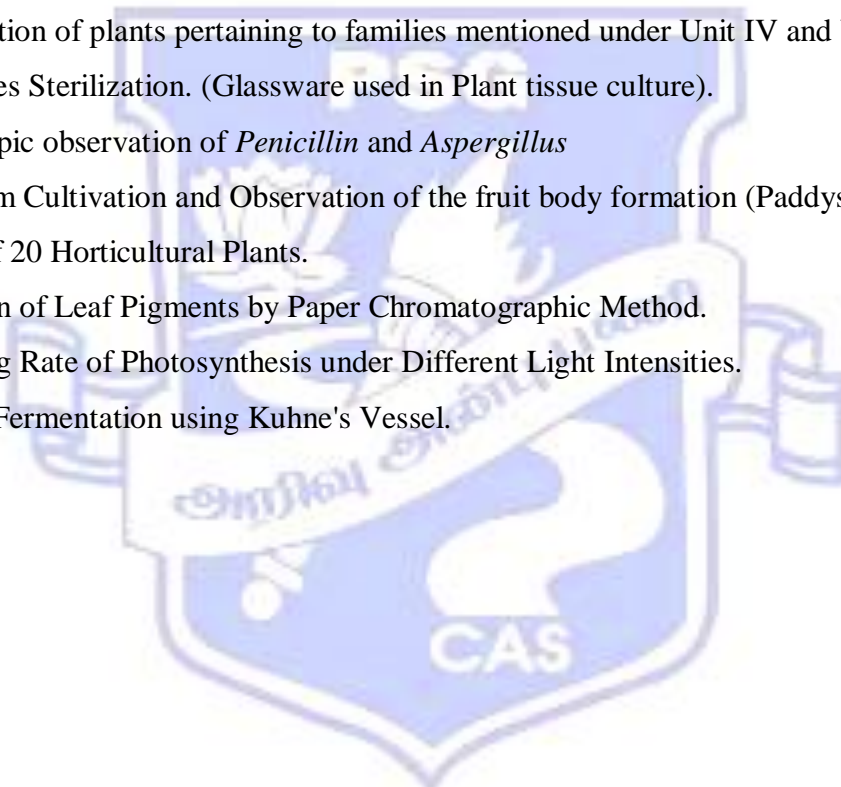 tion of plants pertaining to families mentioned under Unit IV and
es Sterilization. (Glassware used in Plant tissue culture).
pic observation of Penicillin and Aspergillus
m Cultivation and Observation of the fruit body formation (Paddys
f 20 Horticultural Plants.
n of Leaf Pigments by Paper Chromatographic Method.
g Rate of Photosynthesis under Different Light Intensities.
Fermentation using Kuhne's Vessel.
PSG
அறிவு அண்பு பணிவு
CAS